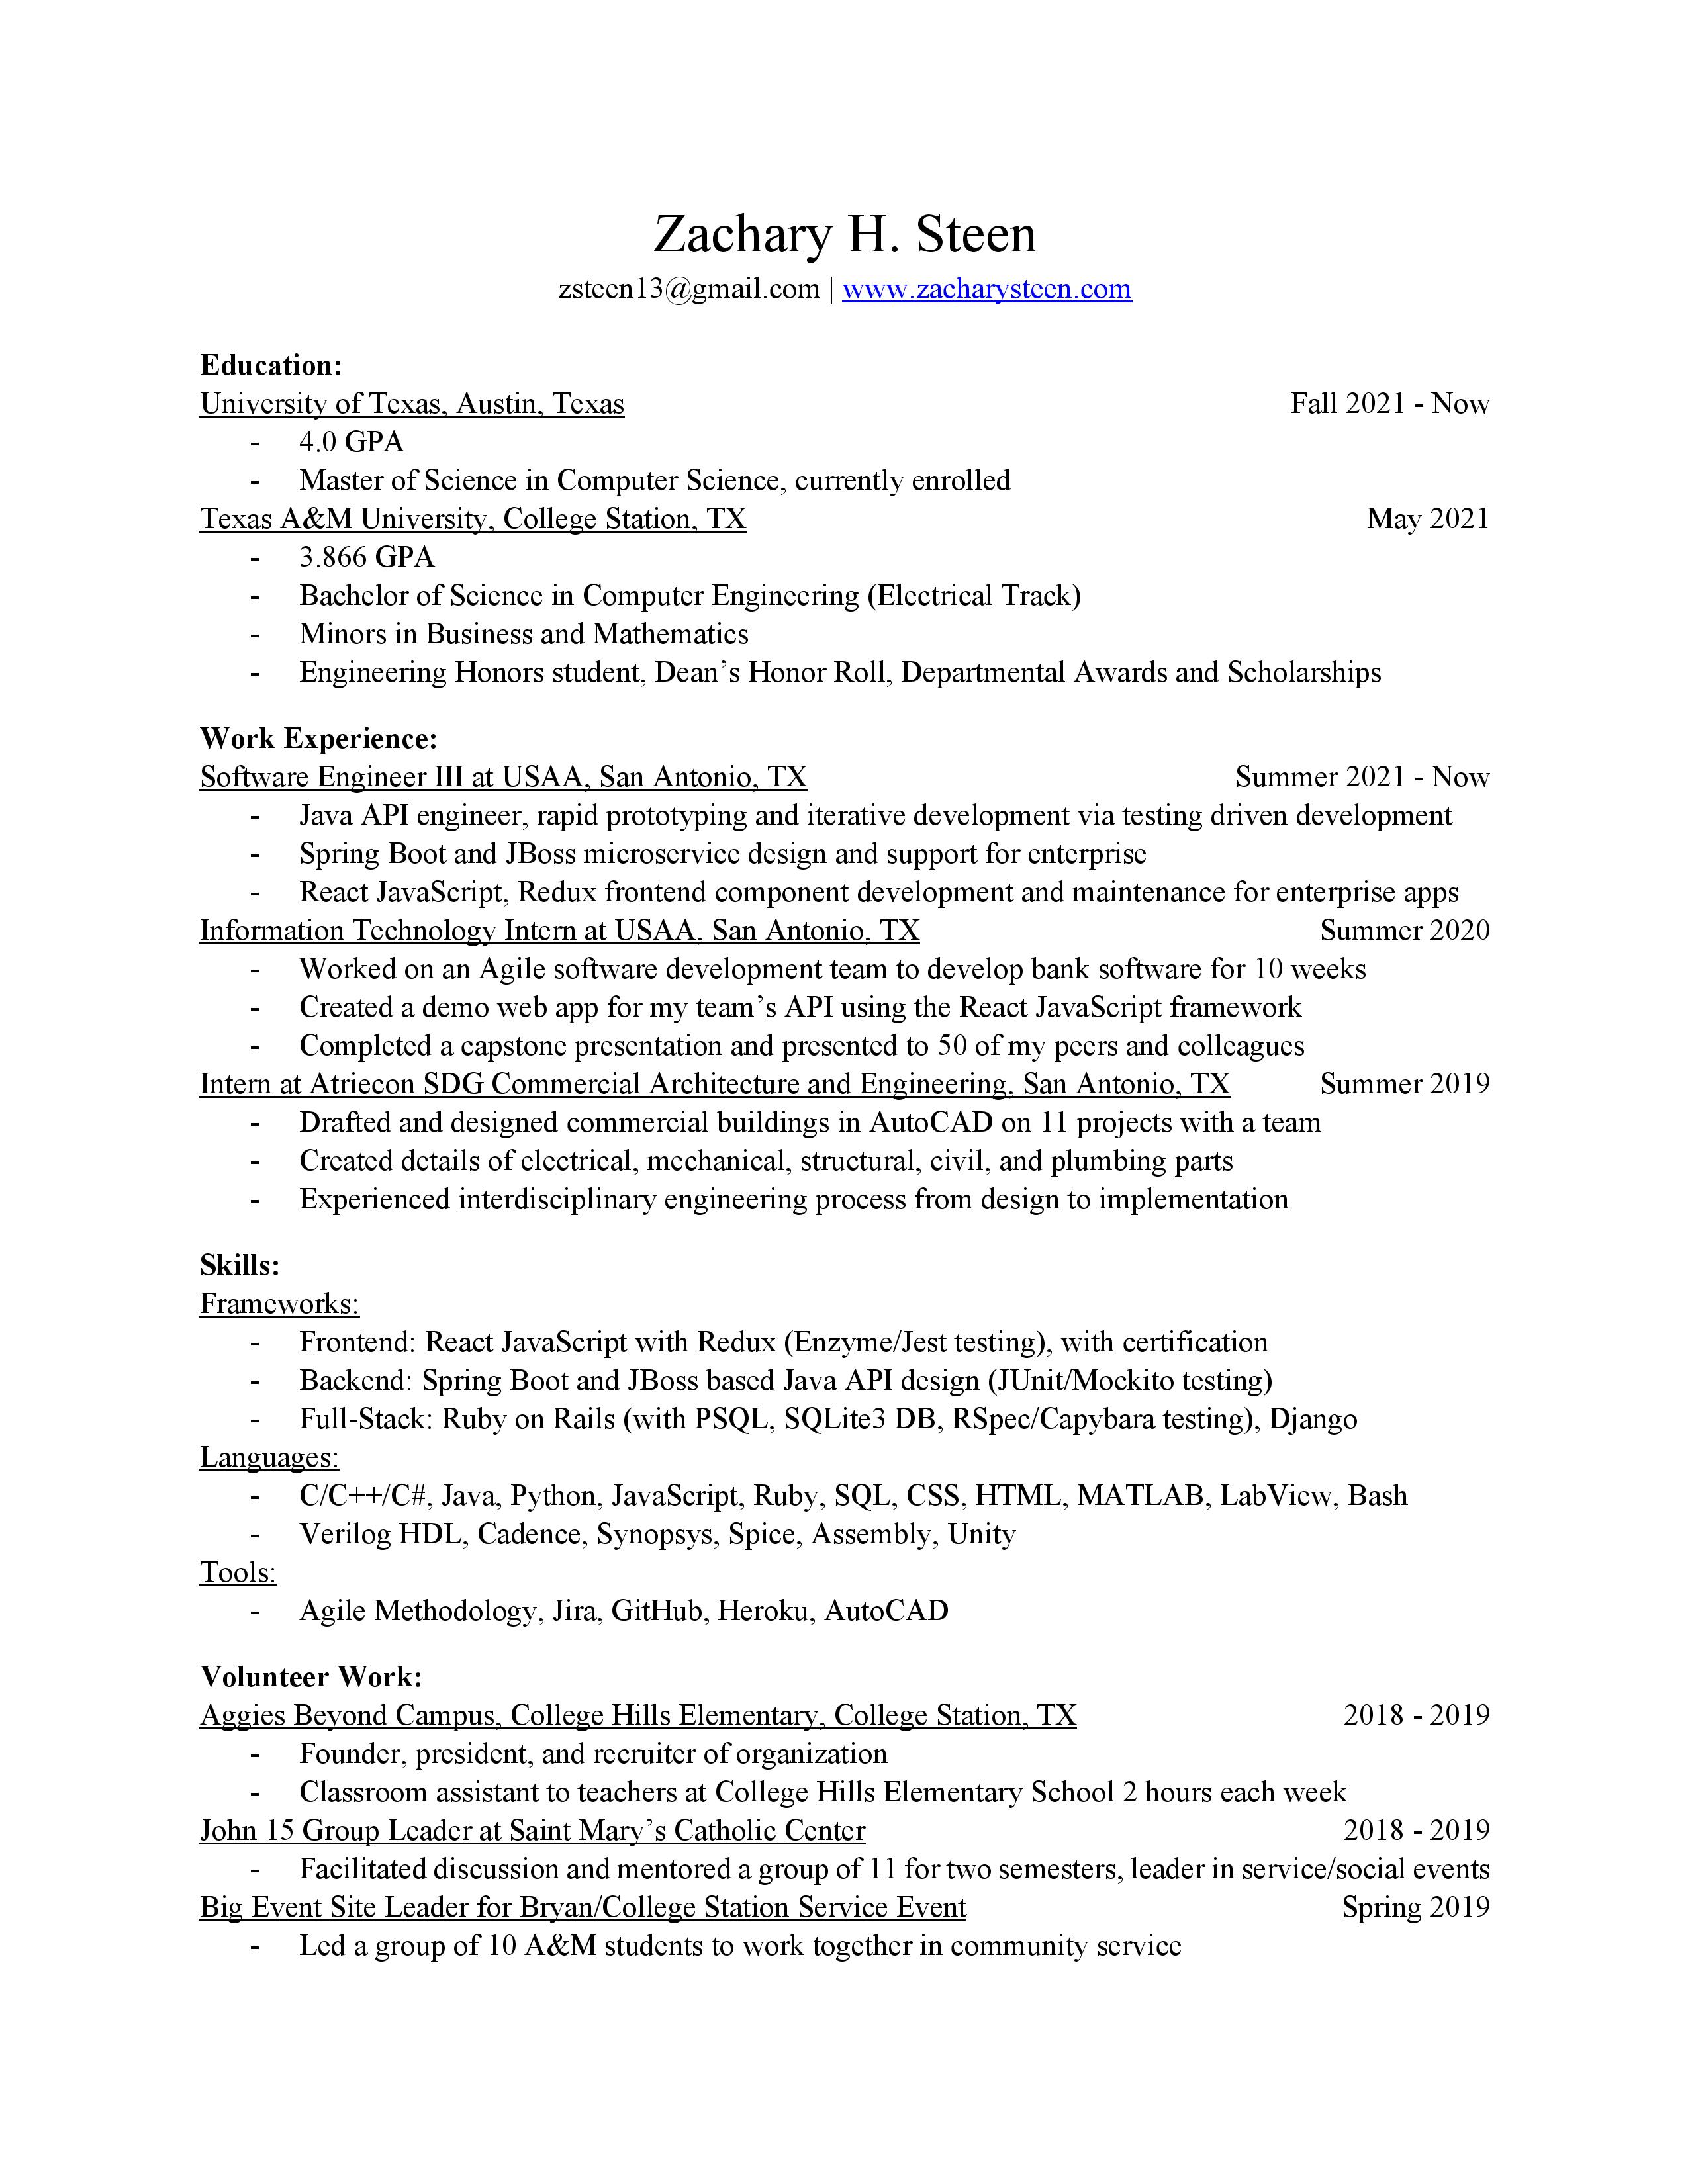 Zachary H. Steen
zsteen13@gmail.com | www.zacharysteen.com
Education:
University of Texas, Austin, Texas Fall 2021 - Now
- 4.0 GPA
- Master of Science in Computer Science, currently enrolled
Texas A&M University, College Station, TX May 2021
- 3.866 GPA
- Bachelor of Science in Computer Engineering (Electrical Track)
- Minors in Business and Mathematics
- Engineering Honors student, Dean’s Honor Roll, Departmental Awards and Scholarships
Work Experience:
Software Engineer III at USAA, San Antonio, TX Summer 2021 - Now
- Java API engineer, rapid prototyping and iterative development via testing driven development
- Spring Boot and JBoss microservice design and support for enterprise
- React JavaScript, Redux frontend component development and maintenance for enterprise apps
Information Technology Intern at USAA, San Antonio, TX Summer 2020
- Worked on an Agile software development team to develop bank software for 10 weeks
- Created a demo web app for my team’s API using the React JavaScript framework
- Completed a capstone presentation and presented to 50 of my peers and colleagues
Intern at Atriecon SDG Commercial Architecture and Engineering, San Antonio, TX Summer 2019
- Drafted and designed commercial buildings in AutoCAD on 11 projects with a team
- Created details of electrical, mechanical, structural, civil, and plumbing parts
- Experienced interdisciplinary engineering process from design to implementation
Skills:
Frameworks:
- Frontend: React JavaScript with Redux (Enzyme/Jest testing), with certification
- Backend: Spring Boot and JBoss based Java API design (JUnit/Mockito testing)
- Full-Stack: Ruby on Rails (with PSQL, SQLite3 DB, RSpec/Capybara testing), Django
Languages:
- C/C++/C#, Java, Python, JavaScript, Ruby, SQL, CSS, HTML, MATLAB, LabView, Bash
- Verilog HDL, Cadence, Synopsys, Spice, Assembly, Unity
Tools:
- Agile Methodology, Jira, GitHub, Heroku, AutoCAD
Volunteer Work:
Aggies Beyond Campus, College Hills Elementary, College Station, TX 2018 - 2019
- Founder, president, and recruiter of organization
- Classroom assistant to teachers at College Hills Elementary School 2 hours each week
John 15 Group Leader at Saint Mary’s Catholic Center 2018 - 2019
- Facilitated discussion and mentored a group of 11 for two semesters, leader in service/social events
Big Event Site Leader for Bryan/College Station Service Event Spring 2019
- Led a group of 10 A&M students to work together in community service